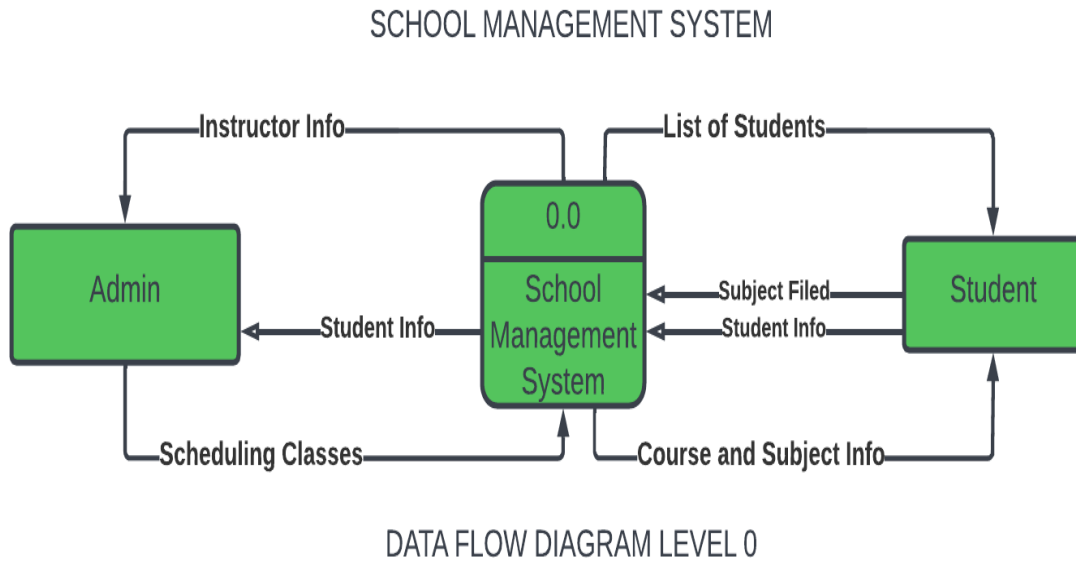 SCHOOL MANAGEMENT SYSTEM
Instructor Info
List of Students
0.0
Admin
School
Management
System
Subject Filed
Student Info
Student
Student Info
Scheduling Classes
Course and Subject Info
DATA FLOW DIAGRAM LEVEL 0